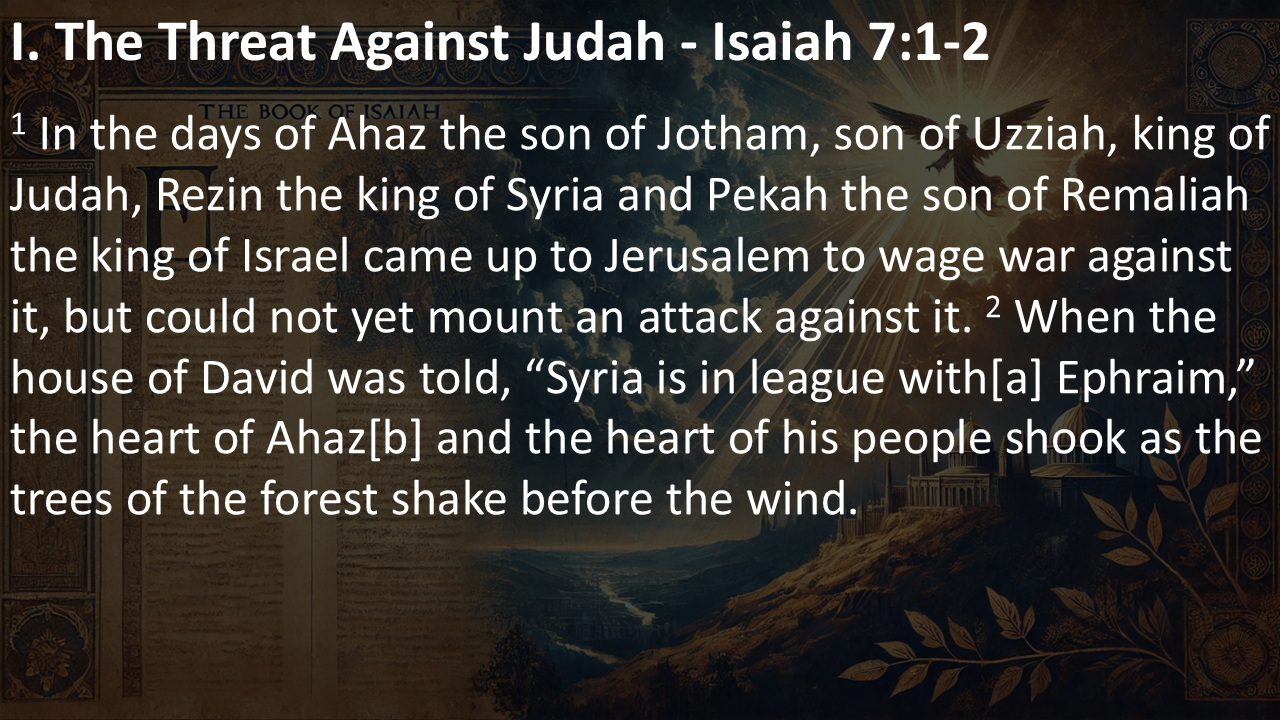 I. The Threat Against Judah - Isaiah 7:1-2
THE BOOK OF ISAIAH
1 In the days of Ahaz the son of Jotham, son of Uzziah, king of
Judah, Rezin the king of Syria and Pekah the son of Remaliah
the king of Israel came up to Jerusalem to wage war against
it, but could not yet mount an attack against it. 2 When the
house of David was told, “Syria is in league with[a] Ephraim,”
the heart of Ahaz[b] and the heart of his people shook as the
trees of the forest shake before the wind.